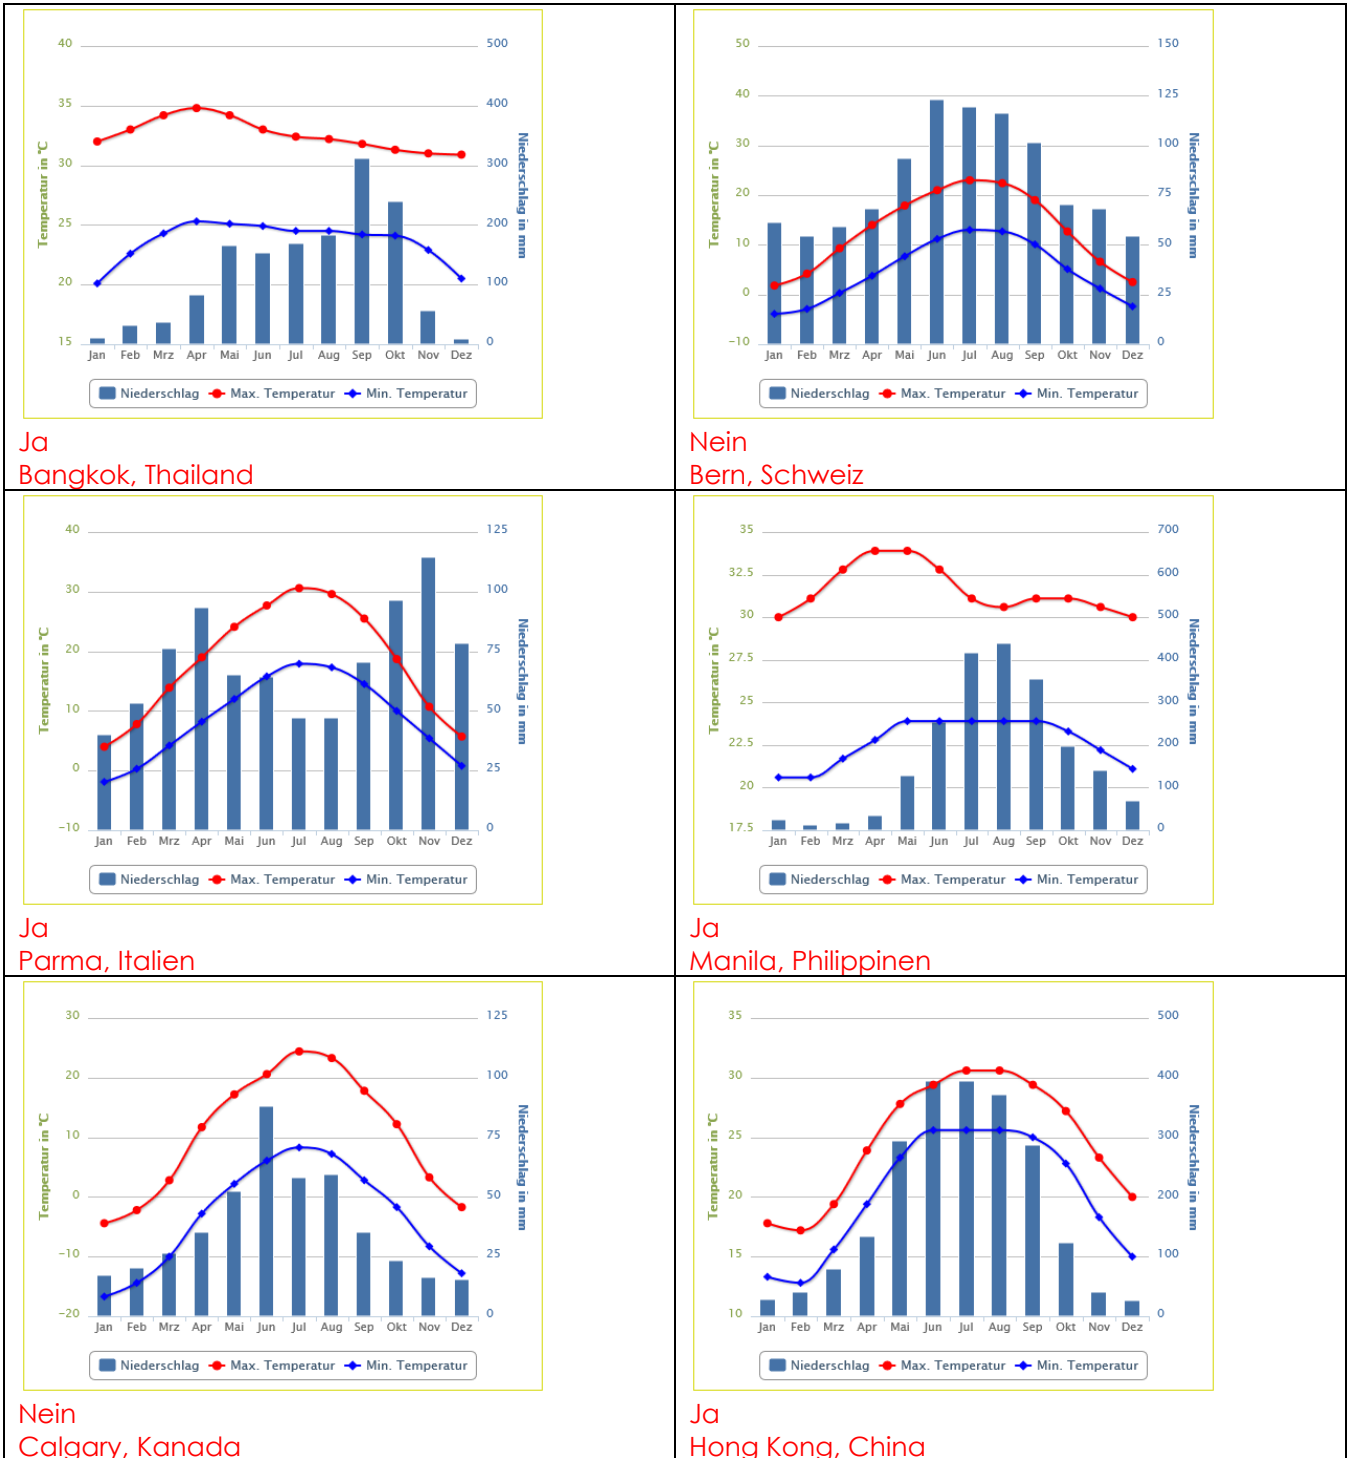 40 500
35 400
30 300
25 200
20 100
15 0
Temperatur in °C
Niederschlag in mm
Jan Feb Mrz Apr Mai Jun Jul Aug Sep Okt Nov Dez
Niederschlag Max. Temperatur Min. Temperatur
Ja
Bangkok, Thailand
50 150
40 125
30 100
20 75
10 50
0 25
-10 0
Temperatur in °C
Niederschlag in mm
Jan Feb Mrz Apr Mai Jun Jul Aug Sep Okt Nov Dez
Niederschlag Max. Temperatur Min. Temperatur
Nein
Bern, Schweiz
40 125
30 100
20 75
10 50
0 25
-10 0
Temperatur in °C
Niederschlag in mm
Jan Feb Mrz Apr Mai Jun Jul Aug Sep Okt Nov Dez
Niederschlag Max. Temperatur Min. Temperatur
Ja
Parma, Italien
35 700
32.5 600
30 500
27.5 400
25 300
22.5 200
20 100
17.5 0
Temperatur in °C
Niederschlag in mm
Jan Feb Mrz Apr Mai Jun Jul Aug Sep Okt Nov Dez
Niederschlag Max. Temperatur Min. Temperatur
Ja
Manila, Philippinen
30 125
20 100
10 75
0 50
-10 25
-20 0
Temperatur in °C
Niederschlag in mm
Jan Feb Mrz Apr Mai Jun Jul Aug Sep Okt Nov Dez
Niederschlag Max. Temperatur Min. Temperatur
Nein
Calgary, Kanada
35 500
30 400
25 300
20 200
15 100
10 0
Temperatur in °C
Niederschlag in mm
Jan Feb Mrz Apr Mai Jun Jul Aug Sep Okt Nov Dez
Niederschlag Max. Temperatur Min. Temperatur
Ja
Hong Kong, China